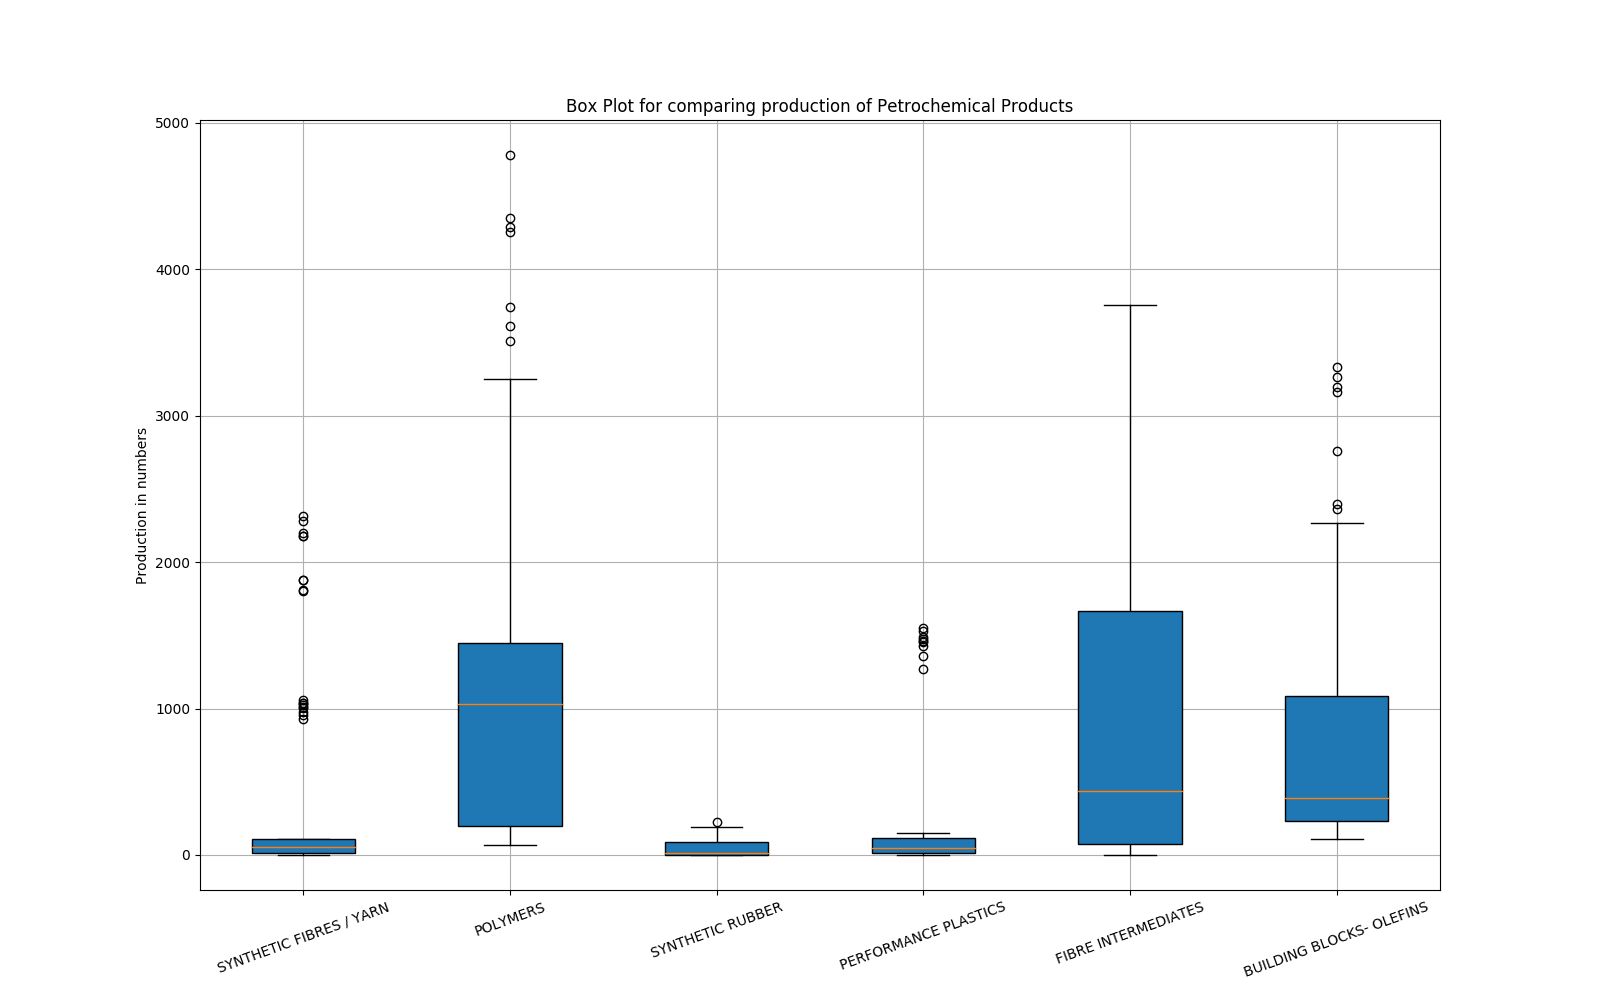 Box Plot for comparing production of Petrochemical Products
Production in numbers
5000
4000
3000
2000
1000
0
SYNTHETIC FIBRES / YARN
POLYMERS
SYNTHETIC RUBBER
PERFORMANCE PLASTICS
FIBRE INTERMEDIATES
BUILDING BLOCKS- OLEFINS